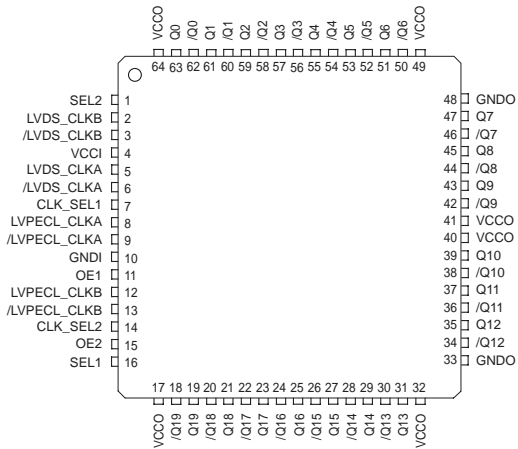 VCCO Q0 /Q0 Q1 /Q1 Q2 /Q2 Q3 /Q3 Q4 /Q4 Q5 /Q5 Q6 /Q6 VCCO
64 63 62 61 60 59 58 57 56 55 54 53 52 51 50 49
SEL2 1
LVDS_CLKB 2
/LVDS_CLKB 3
VCCI 4
LVDS_CLKA 5
/LVDS_CLKA 6
CLK_SEL1 7
LVPECL_CLKA 8
/LVPECL_CLKA 9
GNDI 10
OE1 11
LVPECL_CLKB 12
/LVPECL_CLKB 13
CLK_SEL2 14
OE2 15
SEL1 16
48 GNDO
47 Q7
46 /Q7
45 Q8
44 /Q8
43 Q9
42 /Q9
41 VCCO
40 VCCO
39 Q10
38 /Q10
37 Q11
36 /Q11
35 Q12
34 /Q12
33 GNDO
17 18 19 20 21 22 23 24 25 26 27 28 29 30 31 32
VCCO /Q19 Q19 /Q18 Q18 /Q17 Q17 /Q16 Q16 /Q15 Q15 /Q14 Q14 /Q13 Q13 VCCO